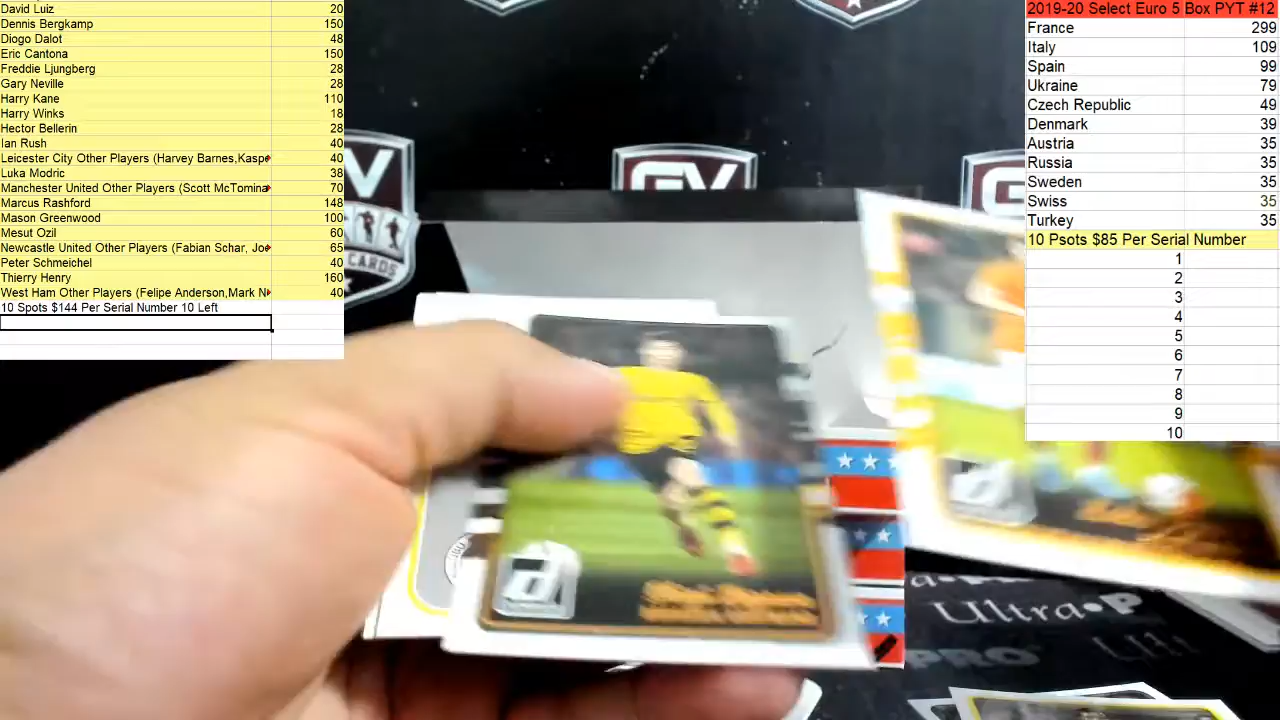 David Luiz 20
Dennis Bergkamp 150
Diogo Dalot 48
Eric Cantona 150
Freddie Ljungberg 28
Gary Neville 28
Harry Kane 110
Harry Winks 18
Hector Bellerin 28
Ian Rush 40
Leicester City Other Players (Harvey Barnes,Kaspe 40
Luka Modric 38
Manchester United Other Players (Scott McTomina 70
Marcus Rashford 148
Mason Greenwood 100
Mesut Ozil 60
Newcastle United Other Players (Fabian Schar, Joe 65
Peter Schmeichel 40
Thierry Henry 160
West Ham Other Players (Felipe Anderson,Mark N 40
10 Spots $144 Per Serial Number 10 Left
2019-20 Select Euro 5 Box PYT #12
France 299
Italy 109
Spain 99
Ukraine 79
Czech Republic 49
Denmark 39
Austria 35
Russia 35
Sweden 35
Swiss 35
Turkey 35
10 Psots $85 Per Serial Number
1
2
3
4
5
6
7
8
9
10
GV
V
CARDS
d
Ultra•P
PRO